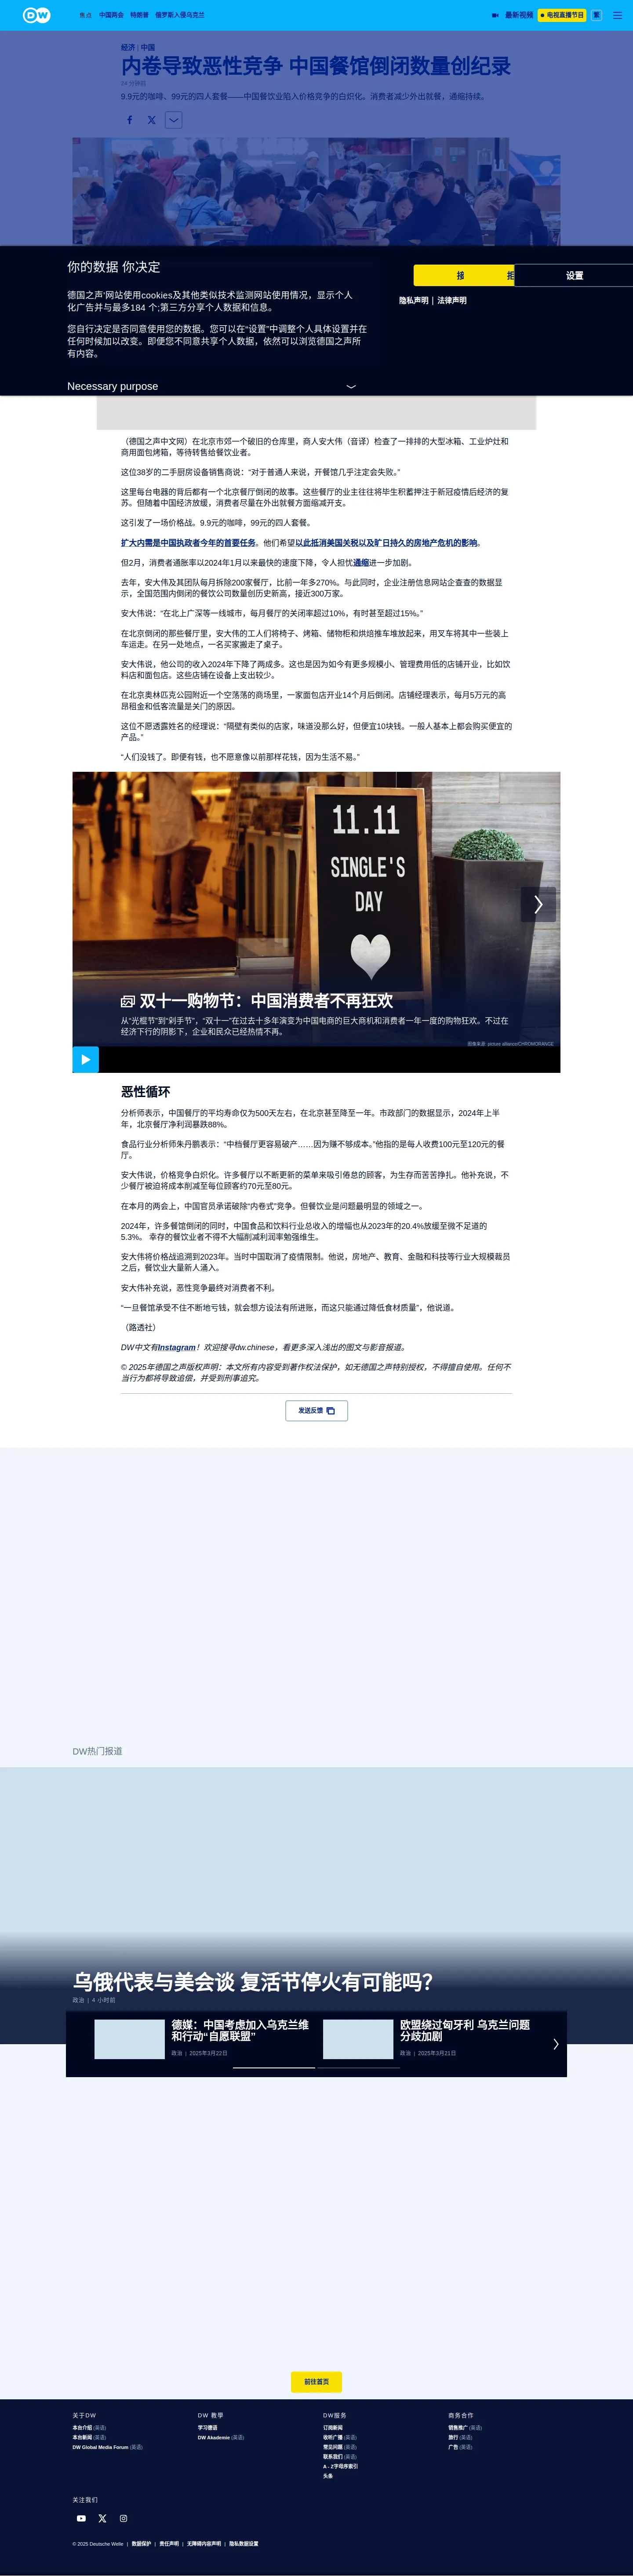 DW
热点 中国两会 特朗普 俄罗斯入侵乌克兰
最新视频 电视直播节目 繁
经济 | 中国
内卷导致恶性竞争 中国餐馆倒闭数量创纪录
9.9元的咖啡、99元的四人套餐——中国餐饮业陷入价格竞争的白炽化。消费者减少外出就餐，通缩持续。
你的数据 你决定
德国之声'网站使用cookies及其他类似技术监测网站使用情况，显示个人
化广告并与最多184 个;第三方分享个人数据和信息。
您自行决定是否同意使用您的数据。您可以在“设置”中调整个人具体设置并在
任何时候加以改变。即便您不同意共享个人数据，依然可以浏览德国之声所
有内容。
设置
隐私声明 | 法律声明
Necessary purpose
（德国之声中文网）在北京市郊一个破旧的仓库里，商人安大伟（音译）检查了一排排的大型冰箱、工业炉灶和
商用面包烤箱，等待转售给餐饮业者。
这位38岁的二手厨房设备销售商说：“对于普通人来说，开餐馆几乎注定会失败。”
这里每台电器的背后都有一个北京餐厅倒闭的故事。这些餐厅的业主往往将毕生积蓄押注于新冠疫情后经济的复
苏。但随着中国经济放缓，消费者尽量在外出就餐方面缩减开支。
这引发了一场价格战。9.9元的咖啡，99元的四人套餐。
扩大内需是中国执政者今年的首要任务。他们希望以此抵消美国关税以及旷日持久的房地产危机的影响。
但2月，消费者通胀率以2024年1月以来最快的速度下降，令人担忧通缩进一步加剧。
去年，安大伟及其团队每月拆除200家餐厅，比前一年多270%。与此同时，企业注册信息网站企查查的数据显
示，全国范围内倒闭的餐饮公司数量创历史新高，接近300万家。
安大伟说：“在北上广深等一线城市，每月餐厅的关闭率超过10%，有时甚至超过15%。”
在北京倒闭的那些餐厅里，安大伟的工人们将椅子、烤箱、储物柜和烘焙推车堆放起来，用叉车将其中一些装上
车运走。在另一处地点，一名买家搬走了桌子。
安大伟说，他公司的收入2024年下降了两成多。这也是因为如今有更多规模小、管理费用低的店铺开业，比如饮
料店和面包店。这些店铺在设备上支出较少。
在北京奥林匹克公园附近一个空荡荡的商场里，一家面包店开业14个月后倒闭。店铺经理表示，每月5万元的高
昂租金和低客流量是关门的原因。
这位不愿透露姓名的经理说：“隔壁有类似的店家，味道没那么好，但便宜10块钱。一般人基本上都会购买便宜的
产品。”
“人们没钱了。即便有钱，也不愿意像以前那样花钱，因为生活不易。”
11.11
SINGLE'S
DAY
双十一购物节：中国消费者不再狂欢
从“光棍节”到“剁手节”，“双十一”在过去十多年演变为中国电商的巨大商机和消费者一年一度的购物狂欢。不过在
经济下行的阴影下，企业和民众已经热情不再。
图像来源: picture alliance/CHROMORANGE
恶性循环
分析师表示，中国餐厅的平均寿命仅为500天左右，在北京甚至降至一年。市政部门的数据显示，2024年上半
年，北京餐厅净利润暴跌88%。
食品行业分析师朱丹鹏表示：“中档餐厅更容易破产……因为赚不够成本。”他指的是每人收费100元至120元的餐
厅。
安大伟说，价格竞争白炽化。许多餐厅以不断更新的菜单来吸引倦怠的顾客，为生存而苦苦挣扎。他补充说，不
少餐厅被迫将成本削减至每位顾客约70元至80元。
在本月的两会上，中国官员承诺破除“内卷式”竞争。但餐饮业是问题最明显的领域之一。
2024年，许多餐馆倒闭的同时，中国食品和饮料行业总收入的增幅也从2023年的20.4%放缓至微不足道的
5.3%。 幸存的餐饮业者不得不大幅削减利润率勉强维生。
安大伟将价格战追溯到2023年。当时中国取消了疫情限制。他说，房地产、教育、金融和科技等行业大规模裁员
之后，餐饮业大量新人涌入。
安大伟补充说，恶性竞争最终对消费者不利。
“一旦餐馆承受不住不断地亏钱，就会想方设法有所进账，而这只能通过降低食材质量”，他说道。
（路透社）
DW中文有Instagram！欢迎搜寻dw.chinese，看更多深入浅出的图文与影音报道。
© 2025年德国之声版权声明：本文所有内容受到著作权法保护，如无德国之声特别授权，不得擅自使用。任何不
当行为都将导致追偿，并受到刑事追究。
发送反馈
DW热门报道
乌俄代表与美会谈 复活节停火有可能吗？
政治 | 4 小时前
德媒：中国考虑加入乌克兰维
和行动“自愿联盟”
政治 | 2025年3月22日
欧盟绕过匈牙利 乌克兰问题
分歧加剧
政治 | 2025年3月21日
前往首页
关于DW
本台介绍 (英语)
本台新闻 (英语)
DW Global Media Forum (英语)
DW 教学
学习德语
DW Akademie (英语)
DW服务
订阅新闻
收听广播 (英语)
常见问题 (英语)
联系我们 (英语)
A - Z字母序索引
头条
商务合作
销售推广 (英语)
旅行 (英语)
广告 (英语)
关注我们
© 2025 Deutsche Welle | 数据保护 | 责任声明 | 无障碍内容声明 | 隐私数据设置